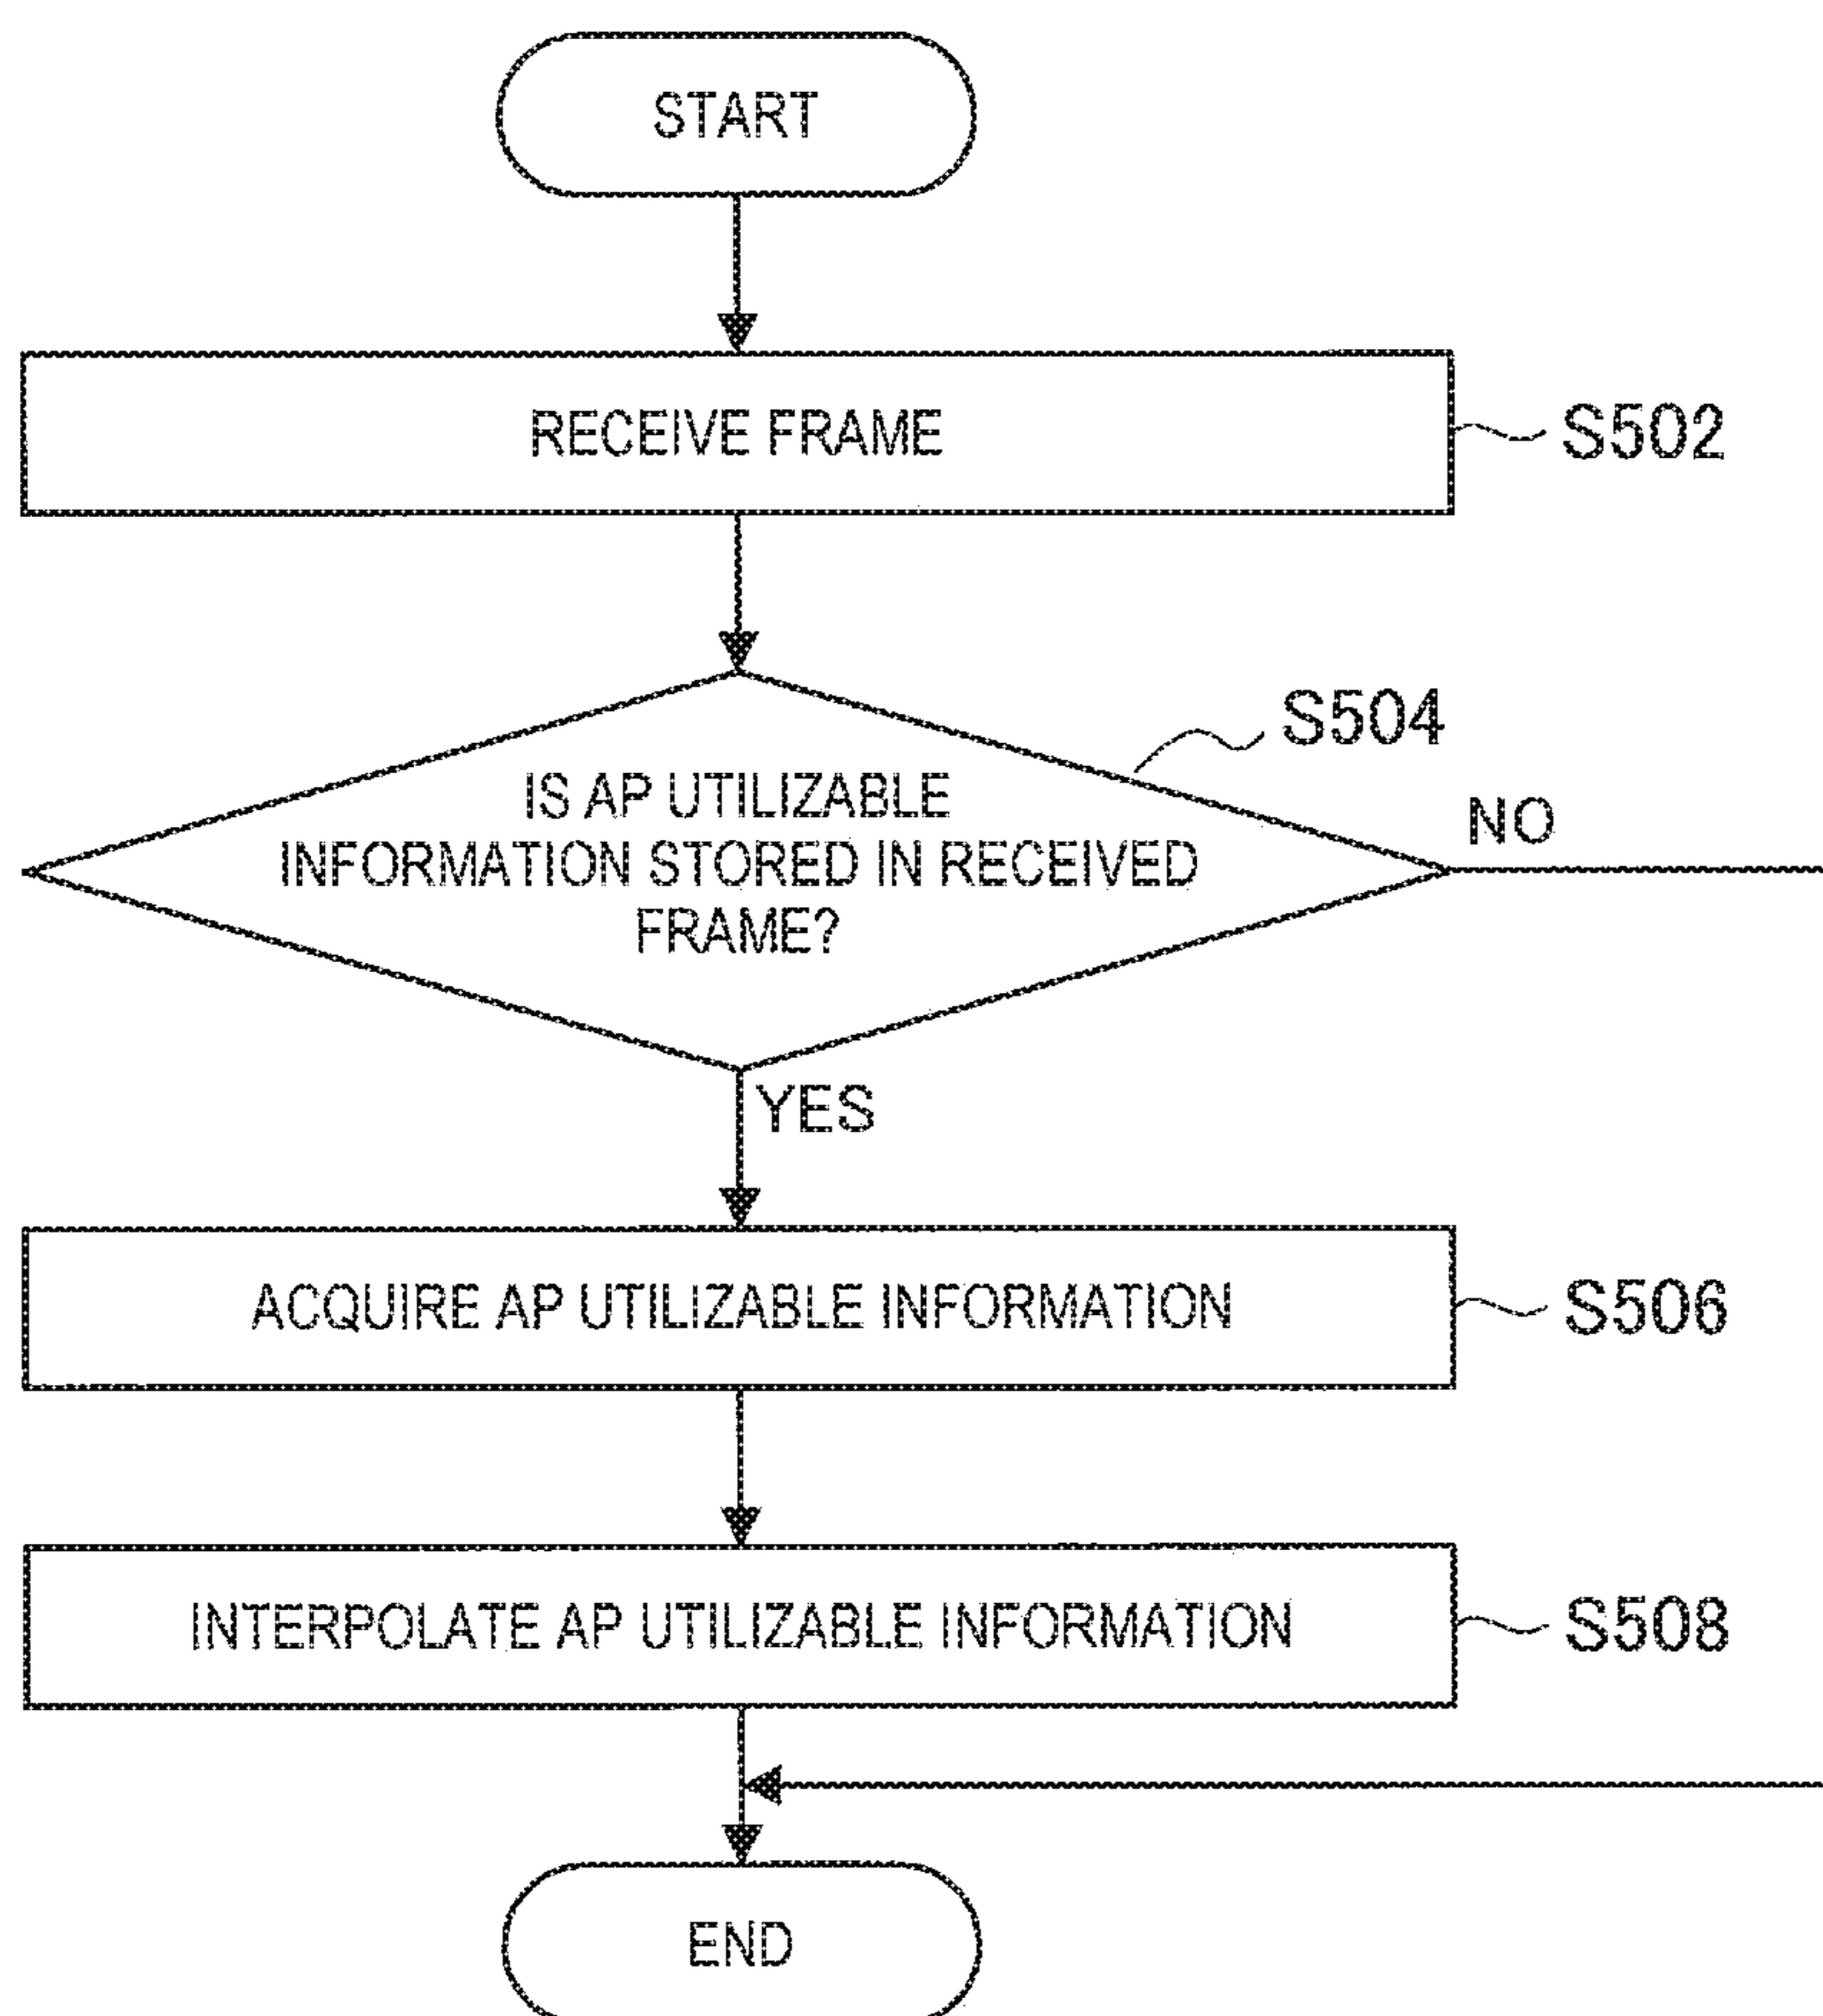 START
RECEIVE FRAME
S502
S504
IS AP UTILIZABLE
INFORMATION STORED IN RECEIVED
FRAME?
NO
YES
ACQUIRE AP UTILIZABLE INFORMATION
S506
INTERPOLATE AP UTILIZABLE INFORMATION
S508
END